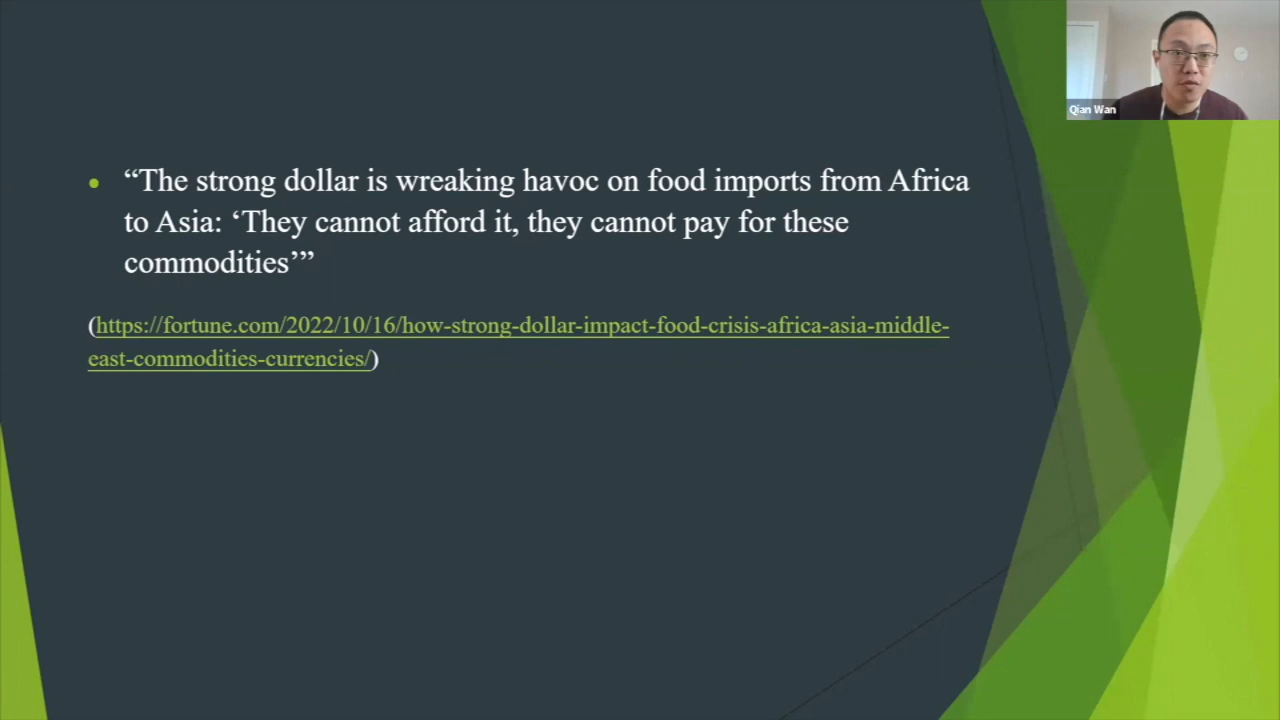 Qian Wan
• “The strong dollar is wreaking havoc on food imports from Africa
to Asia: ‘They cannot afford it, they cannot pay for these
commodities’”
(https://fortune.com/2022/10/16/how-strong-dollar-impact-food-crisis-africa-asia-middle-
east-commodities-currencies/)